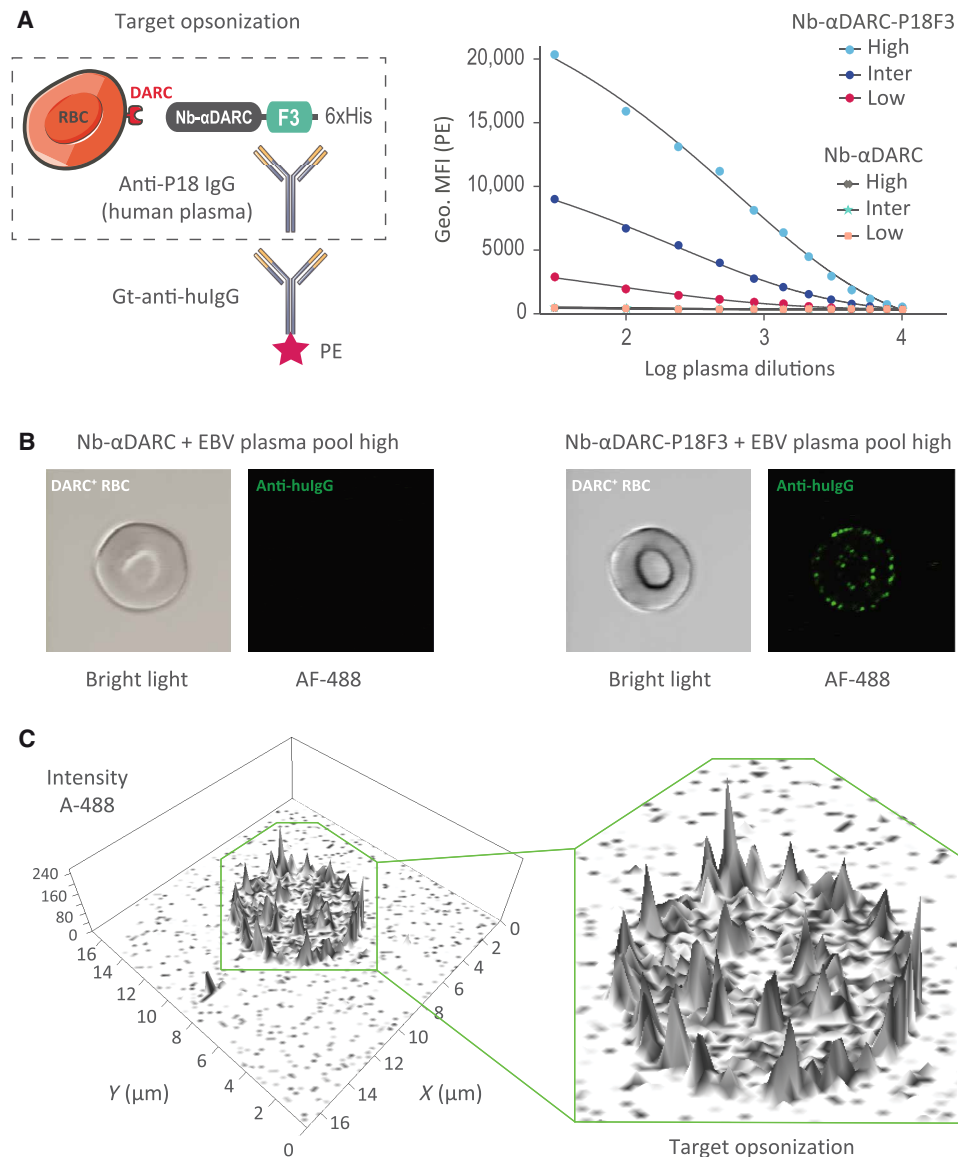 A
Target opsonization
DARC
RBC
Nb-αDARC
F3
6xHis
Anti-P18 IgG
(human plasma)
Gt-anti-huIgG
PE
Nb-αDARC-P18F3
High
Inter
Low
Nb-αDARC
High
Inter
Low
Geo. MFI (PE)
20,000
15,000
10,000
5000
0
2
3
4
Log plasma dilutions
B
Nb-αDARC + EBV plasma pool high
Nb-αDARC-P18F3 + EBV plasma pool high
DARC⁺ RBC
Anti-huIgG
DARC⁺ RBC
Anti-huIgG
Bright light
AF-488
Bright light
AF-488
C
Intensity
A-488
240
160
80
0
16
14
12
10
8
6
4
2
0
Y (µm)
0
2
4
6
8
10
12
14
16
X (µm)
Target opsonization